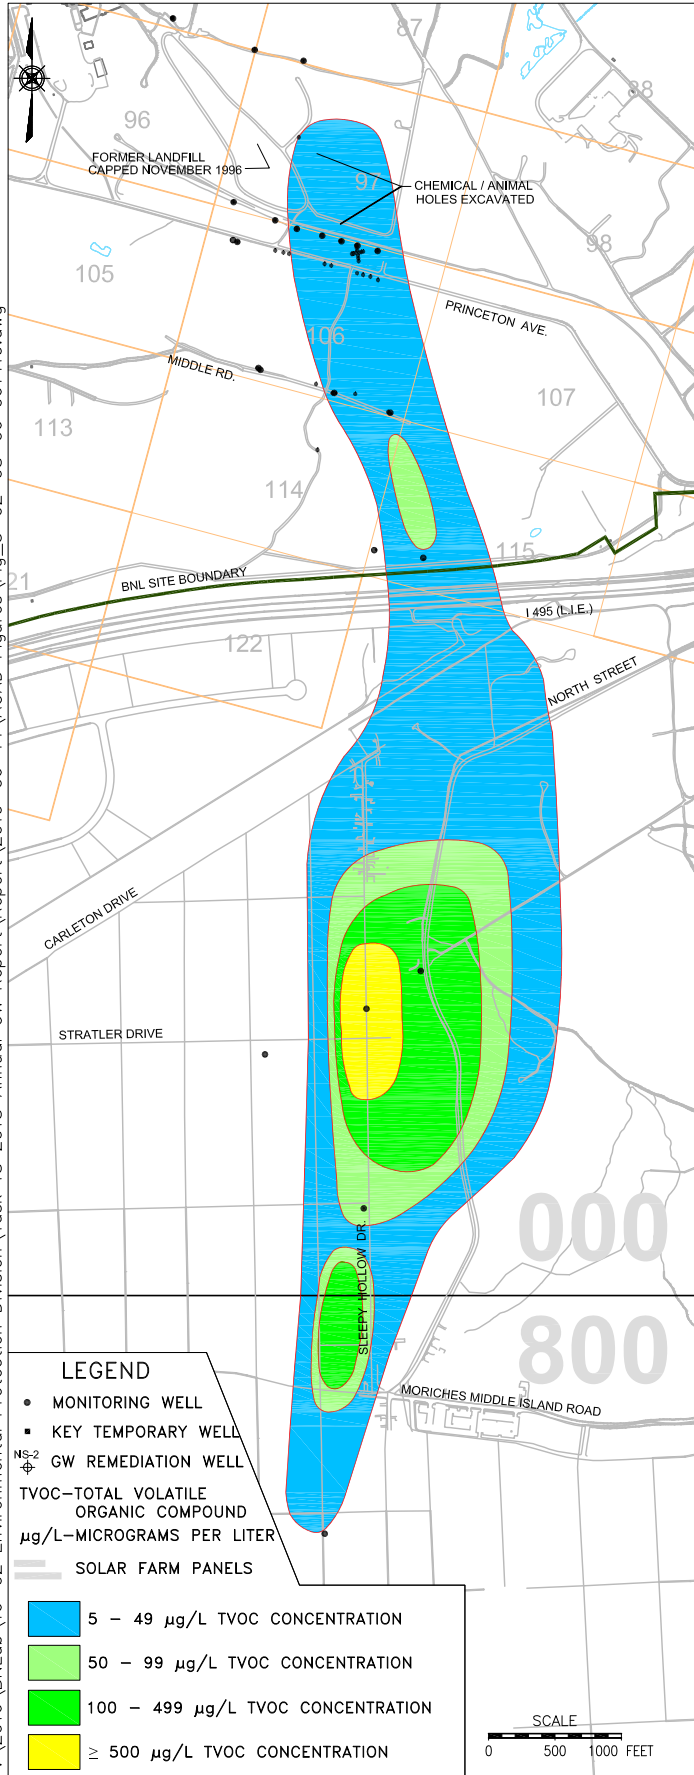 87
88
96
FORMER LANDFILL
CAPPED NOVEMBER 1996
97
CHEMICAL / ANIMAL
HOLES EXCAVATED
98
105
PRINCETON AVE.
106
MIDDLE RD.
107
113
114
115
BNL SITE BOUNDARY
21
I 495 (L.I.E.)
122
NORTH STREET
CARLETON DRIVE
STRATLER DRIVE
000
SLEEPY HOLLOW DR.
800
MORICHES MIDDLE ISLAND ROAD
LEGEND
MONITORING WELL
KEY TEMPORARY WELL
NS-2
GW REMEDIATION WELL
TVOC-TOTAL VOLATILE
ORGANIC COMPOUND
µg/L-MICROGRAMS PER LITER
SOLAR FARM PANELS
5 - 49 µg/L TVOC CONCENTRATION
50 - 99 µg/L TVOC CONCENTRATION
100 - 499 µg/L TVOC CONCENTRATION
≥ 500 µg/L TVOC CONCENTRATION
SCALE
0 500 1000 FEET